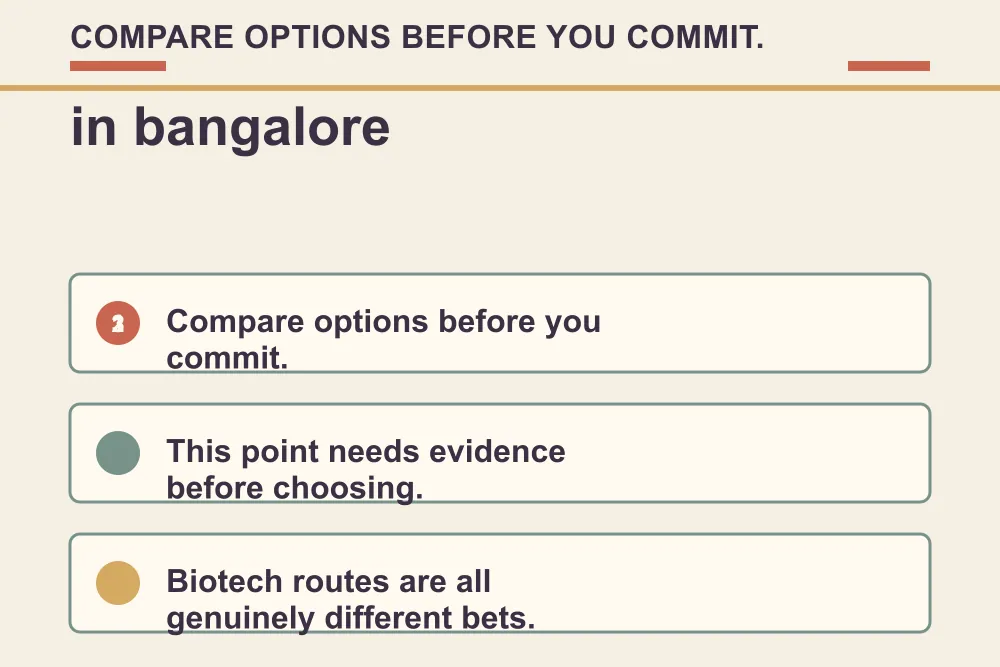 COMPARE OPTIONS BEFORE YOU COMMIT.
in bangalore
Compare options before you
commit.
This point needs evidence
before choosing.
Biotech routes are all
genuinely different bets.